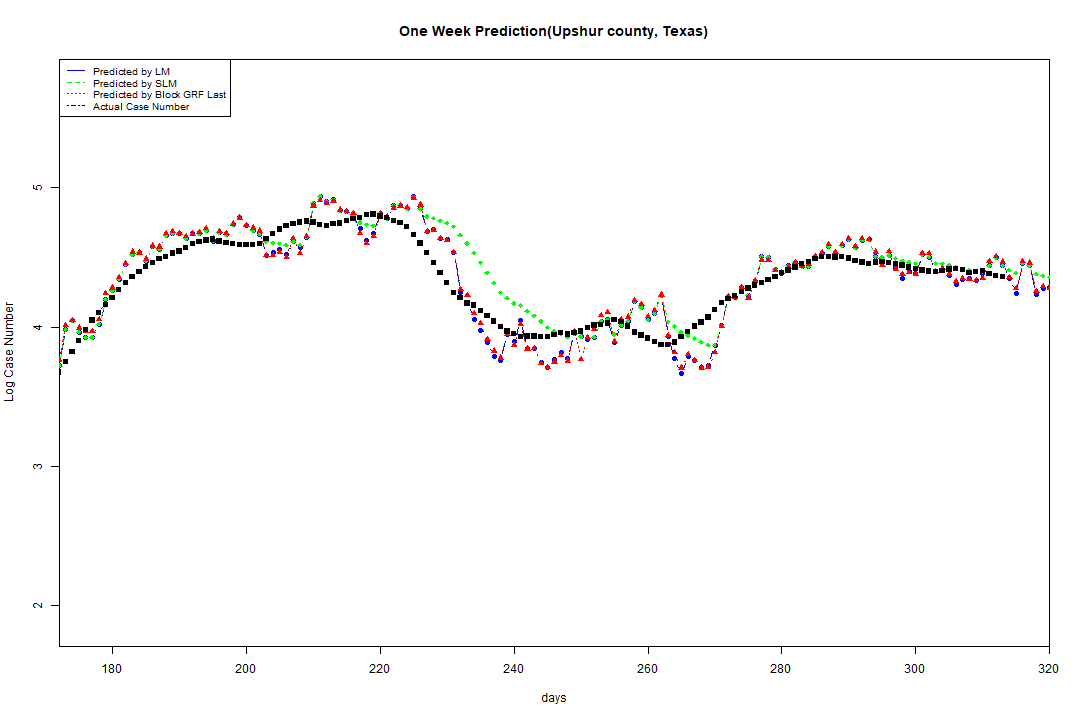 One Week Prediction(Upshur county, Texas)
Predicted by LM
Predicted by SLM
Predicted by Block GRF Last
Actual Case Number
5
4
3
2
Log Case Number
180 200 220 240 260 280 300 320
days